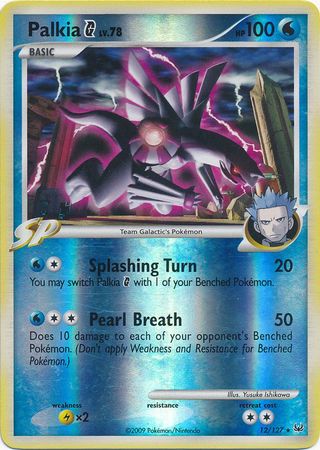 Palkia G LV.78 HP 100
BASIC
Team Galactic's Pokémon
SP
Splashing Turn 20
You may switch Palkia G with 1 of your Benched Pokémon.
Pearl Breath 50
Does 10 damage to each of your opponent's Benched
Pokémon. (Don't apply Weakness and Resistance for Benched
Pokémon.)
Illus. Yusuke Ishikawa
weakness resistance retreat cost
×2
12/127 ★
©2009 Pokémon/Nintendo